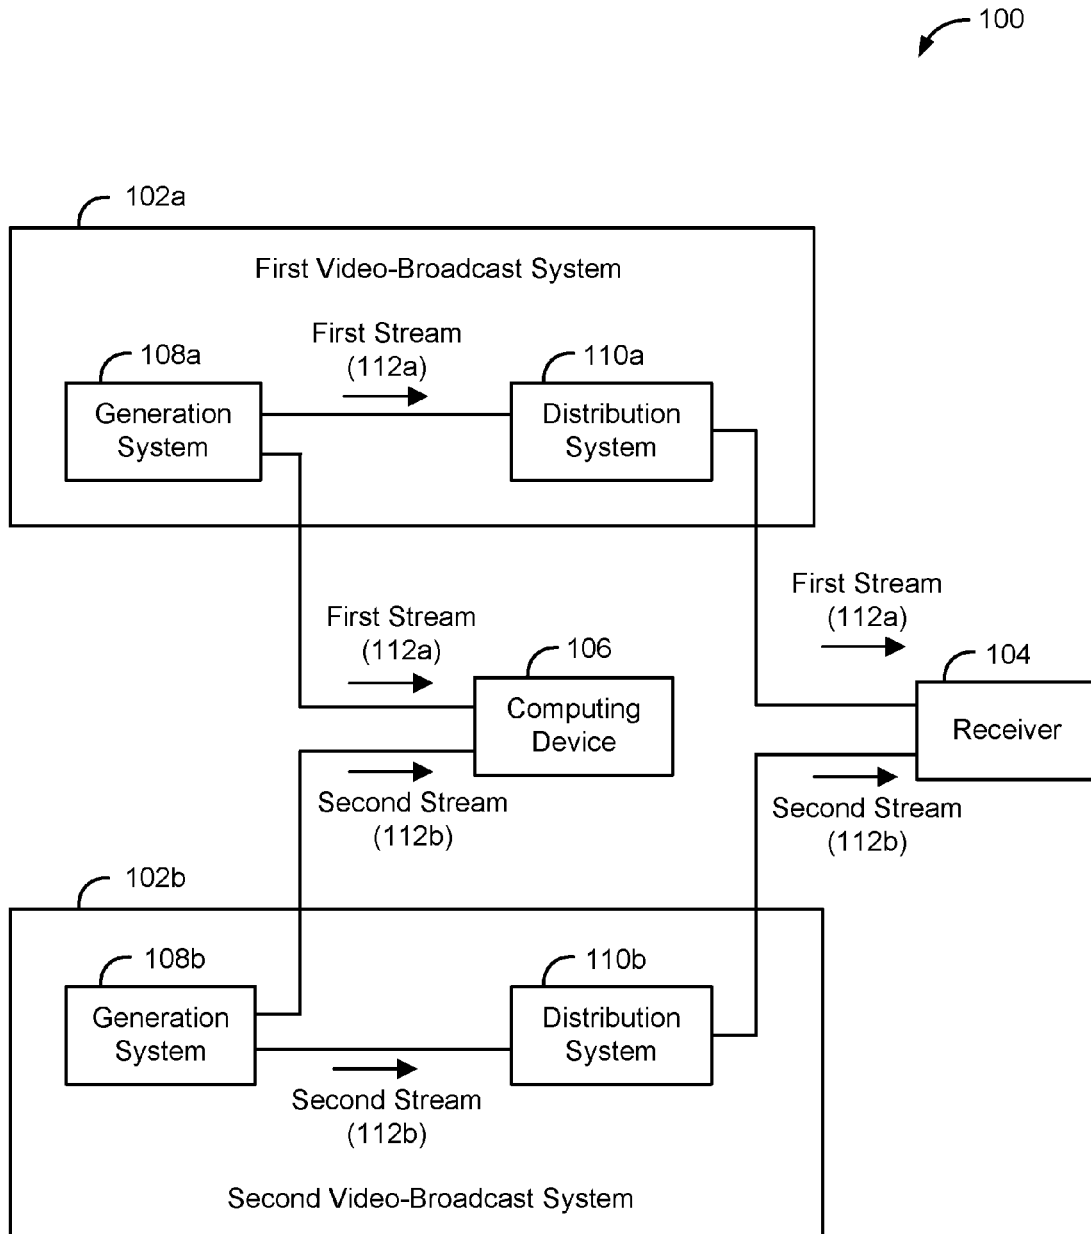 100
102a
First Video-Broadcast System
First Stream
(112a)
108a
110a
Generation
System
Distribution
System
First Stream
(112a)
First Stream
(112a)
106
104
Computing
Device
Receiver
Second Stream
(112b)
Second Stream
(112b)
102b
108b
110b
Generation
System
Distribution
System
Second Stream
(112b)
Second Video-Broadcast System